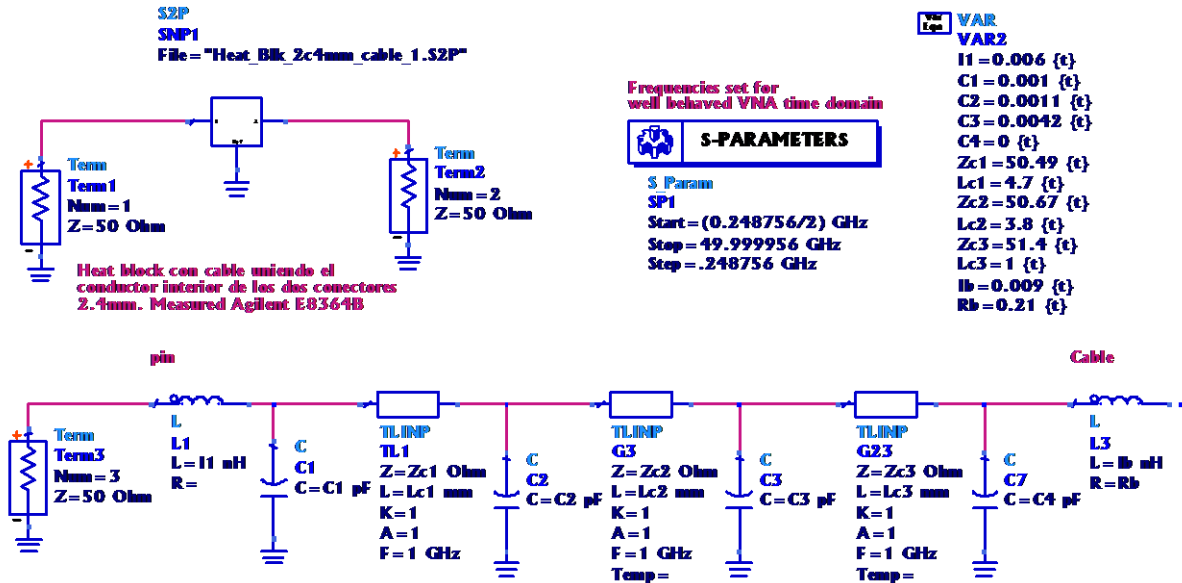 S2P
SNP1
File="Heat_Blk_2c4mm_cable_1.S2P"
Ref
Term
Term1
Num=1
Z=50 Ohm
Term
Term2
Num=2
Z=50 Ohm
Heat block con cable uniendo el
conductor interior de los dos conectores
2.4mm. Measured Agilent E8364B
Frequencies set for
well behaved VNA time domain
S-PARAMETERS
S_Param
SP1
Start=(0.248756/2) GHz
Stop=49.999956 GHz
Step=.248756 GHz
Var
Eqn
VAR
VAR2
l1=0.006 {t}
C1=0.001 {t}
C2=0.0011 {t}
C3=0.0042 {t}
C4=0 {t}
Zc1=50.49 {t}
Lc1=4.7 {t}
Zc2=50.67 {t}
Lc2=3.8 {t}
Zc3=51.4 {t}
Lc3=1 {t}
lb=0.009 {t}
Rb=0.21 {t}
pin
Cable
Term
Term3
Num=3
Z=50 Ohm
L
L1
L=l1 nH
R=
C
C1
C=C1 pF
TLINP
TL1
Z=Zc1 Ohm
L=Lc1 mm
K=1
A=1
F=1 GHz
C
C2
C=C2 pF
TLINP
G3
Z=Zc2 Ohm
L=Lc2 mm
K=1
A=1
F=1 GHz
Temp=
C
C3
C=C3 pF
TLINP
G23
Z=Zc3 Ohm
L=Lc3 mm
K=1
A=1
F=1 GHz
Temp=
C
C7
C=C4 pF
L
L3
L=lb nH
R=Rb